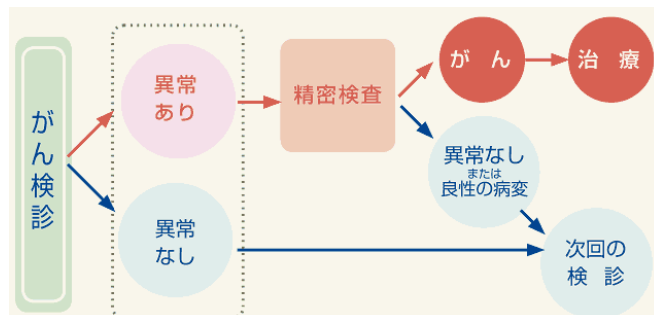 がん検診
異常
あり
異常
なし
精密検査
がん
治療
異常なし
または
良性の病変
次回の
検診